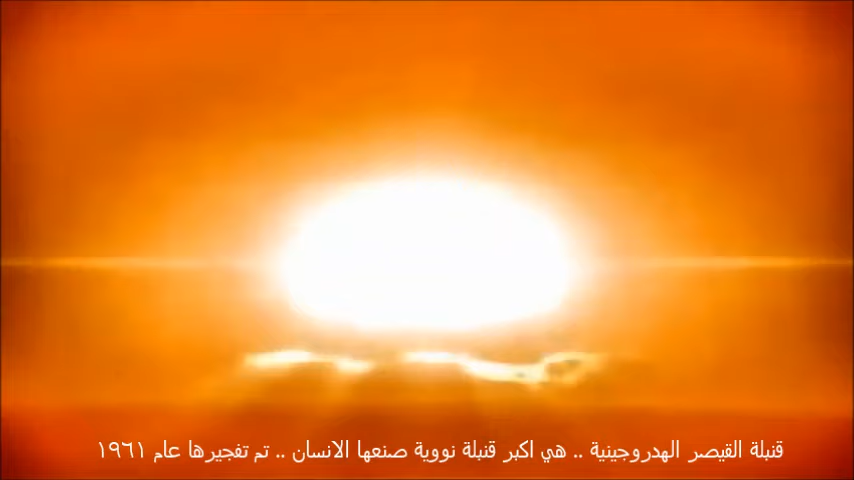 قنبلة القيصر الهدروجينية .. هي اكبر قنبلة نووية صنعها الانسان .. تم تفجيرها عام ١٩٦١